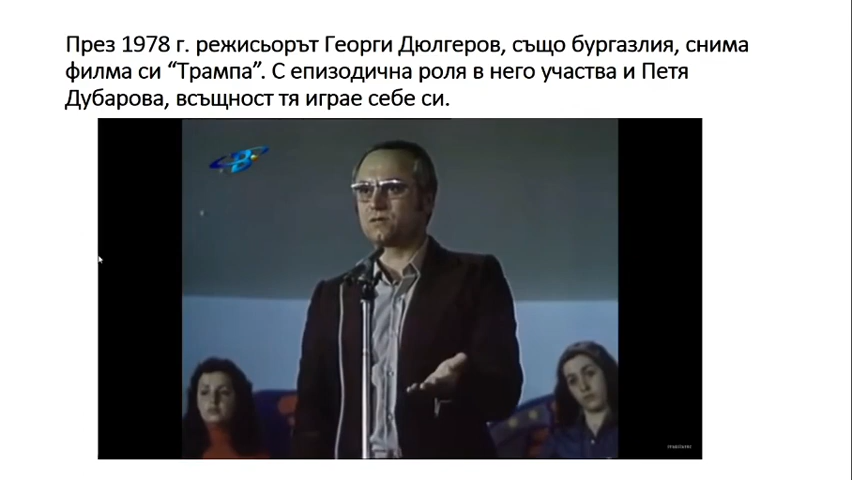 През 1978 г. режисьорът Георги Дюлгеров, също бургазлия, снима
филма си “Трампа”. С епизодична роля в него участва и Петя
Дубарова, всъщност тя играе себе си.